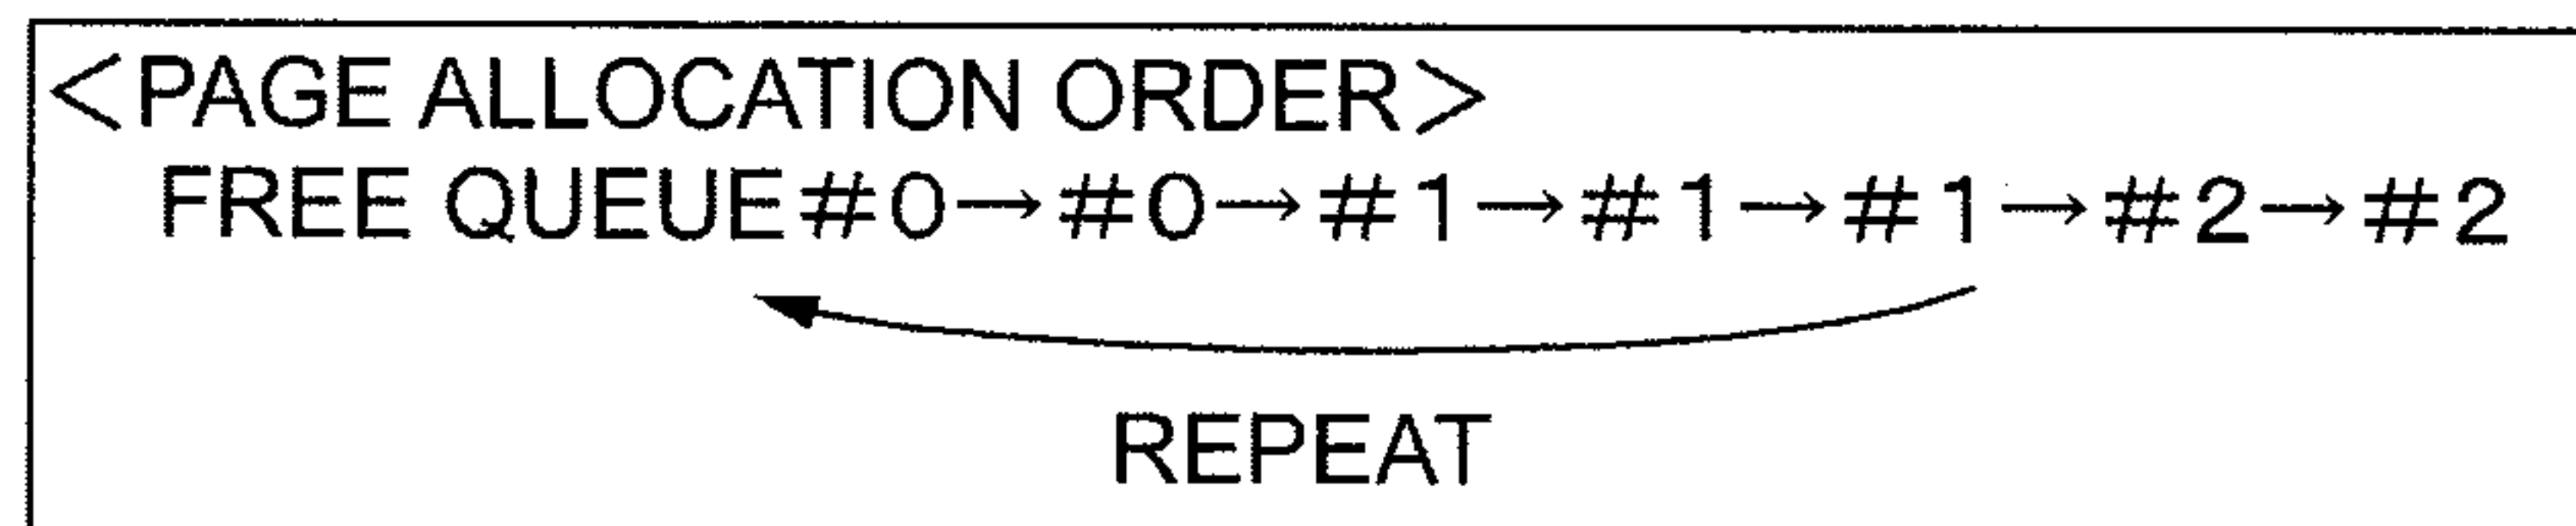 <PAGE ALLOCATION ORDER>
FREE QUEUE#0→#0→#1→#1→#1→#2→#2
REPEAT